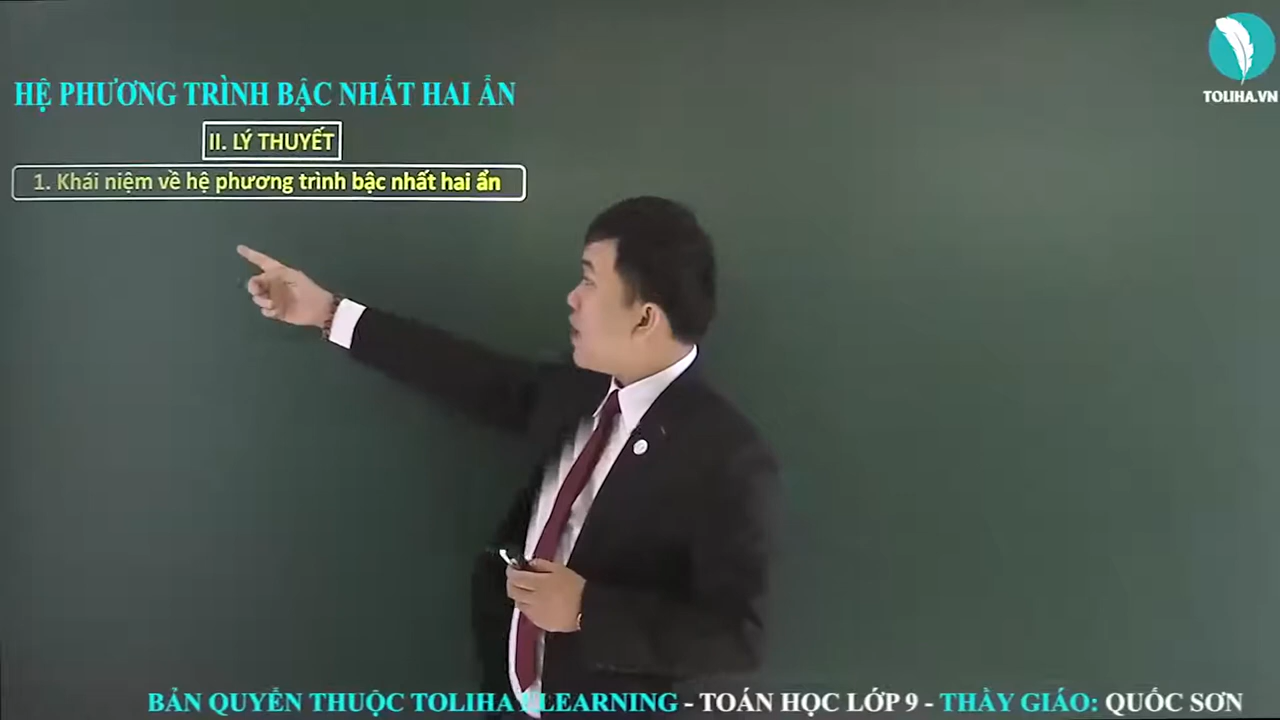 TOLIHA.VN
HỆ PHƯƠNG TRÌNH BẬC NHẤT HAI ẨN
II. LÝ THUYẾT
1. Khái niệm về hệ phương trình bậc nhất hai ẩn
BẢN QUYỀN THUỘC TOLIHA LEARNING - TOÁN HỌC LỚP 9 - THẦY GIÁO: QUỐC SƠN